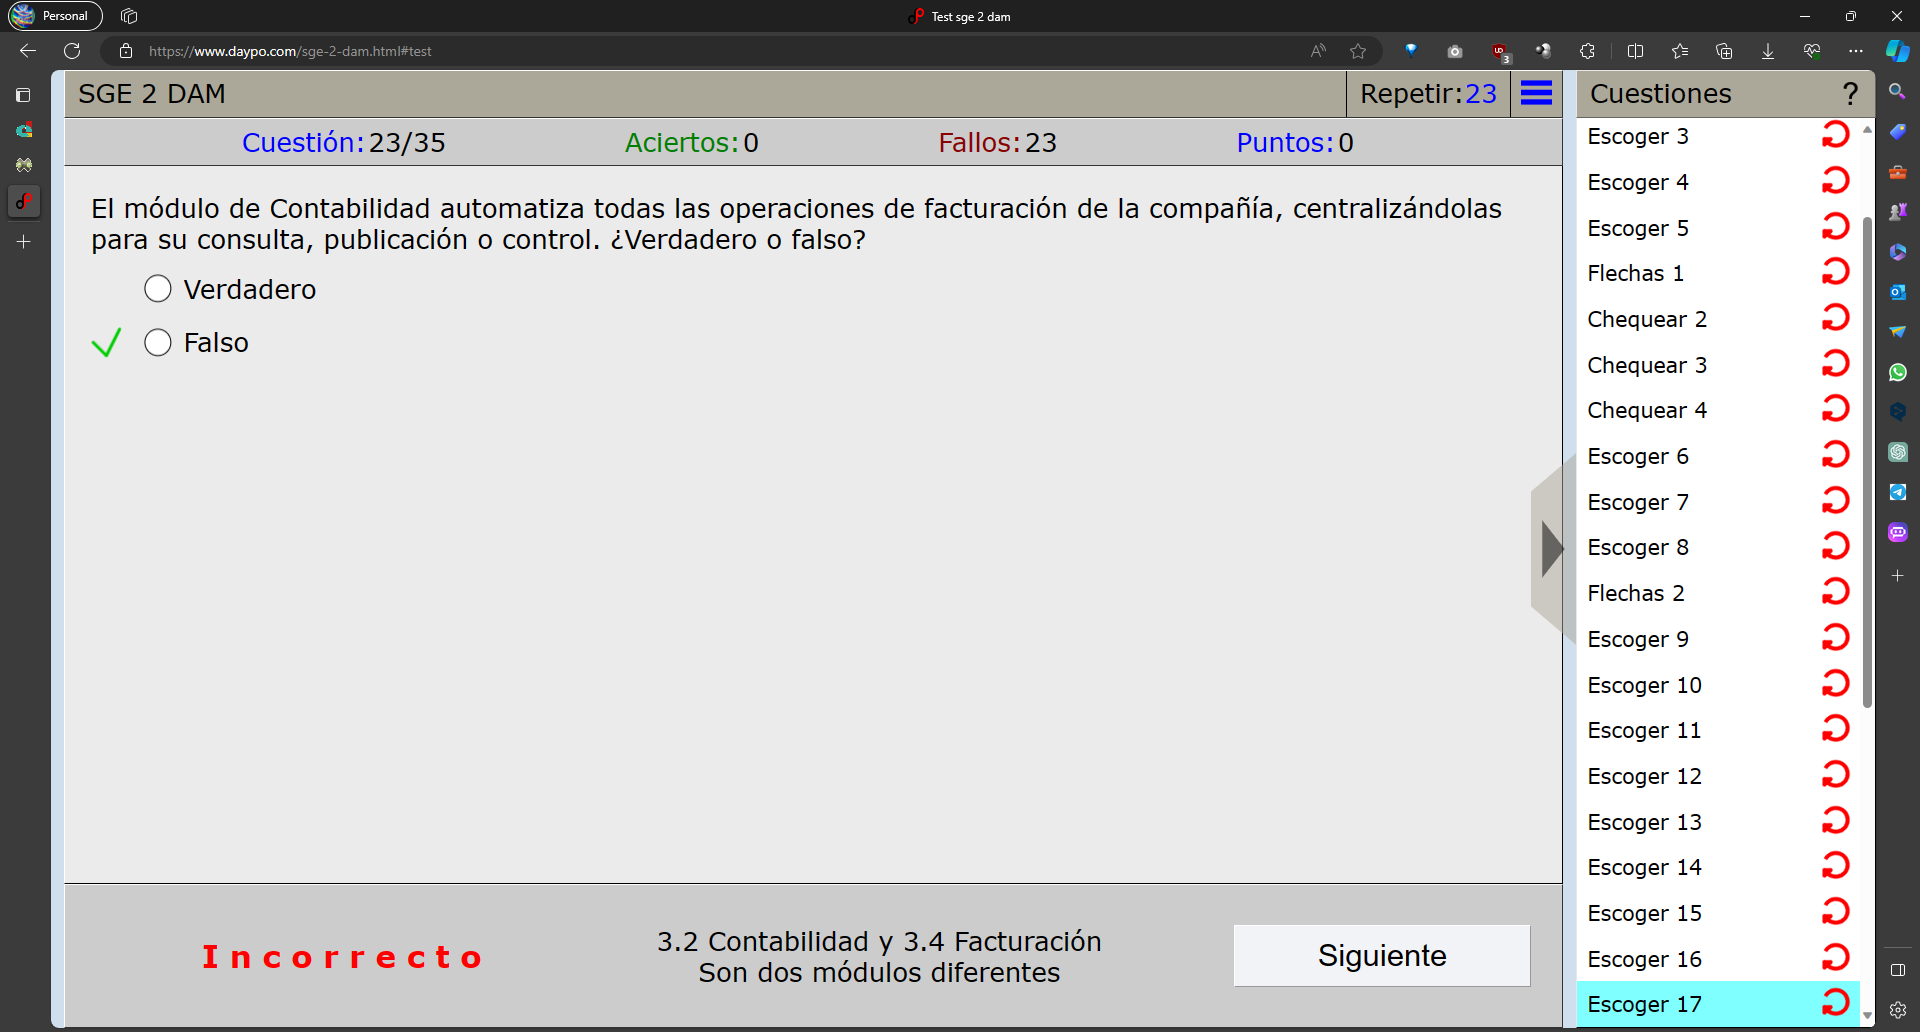 Personal
Test sge 2 dam
https://www.daypo.com/sge-2-dam.html#test
SGE 2 DAM
Repetir:23
Cuestión:23/35
Aciertos:0
Fallos:23
Puntos:0
El módulo de Contabilidad automatiza todas las operaciones de facturación de la compañía, centralizándolas
para su consulta, publicación o control. ¿Verdadero o falso?
Verdadero
Falso
Incorrecto
3.2 Contabilidad y 3.4 Facturación
Son dos módulos diferentes
Siguiente
Cuestiones
?
Escoger 3
Escoger 4
Escoger 5
Flechas 1
Chequear 2
Chequear 3
Chequear 4
Escoger 6
Escoger 7
Escoger 8
Flechas 2
Escoger 9
Escoger 10
Escoger 11
Escoger 12
Escoger 13
Escoger 14
Escoger 15
Escoger 16
Escoger 17